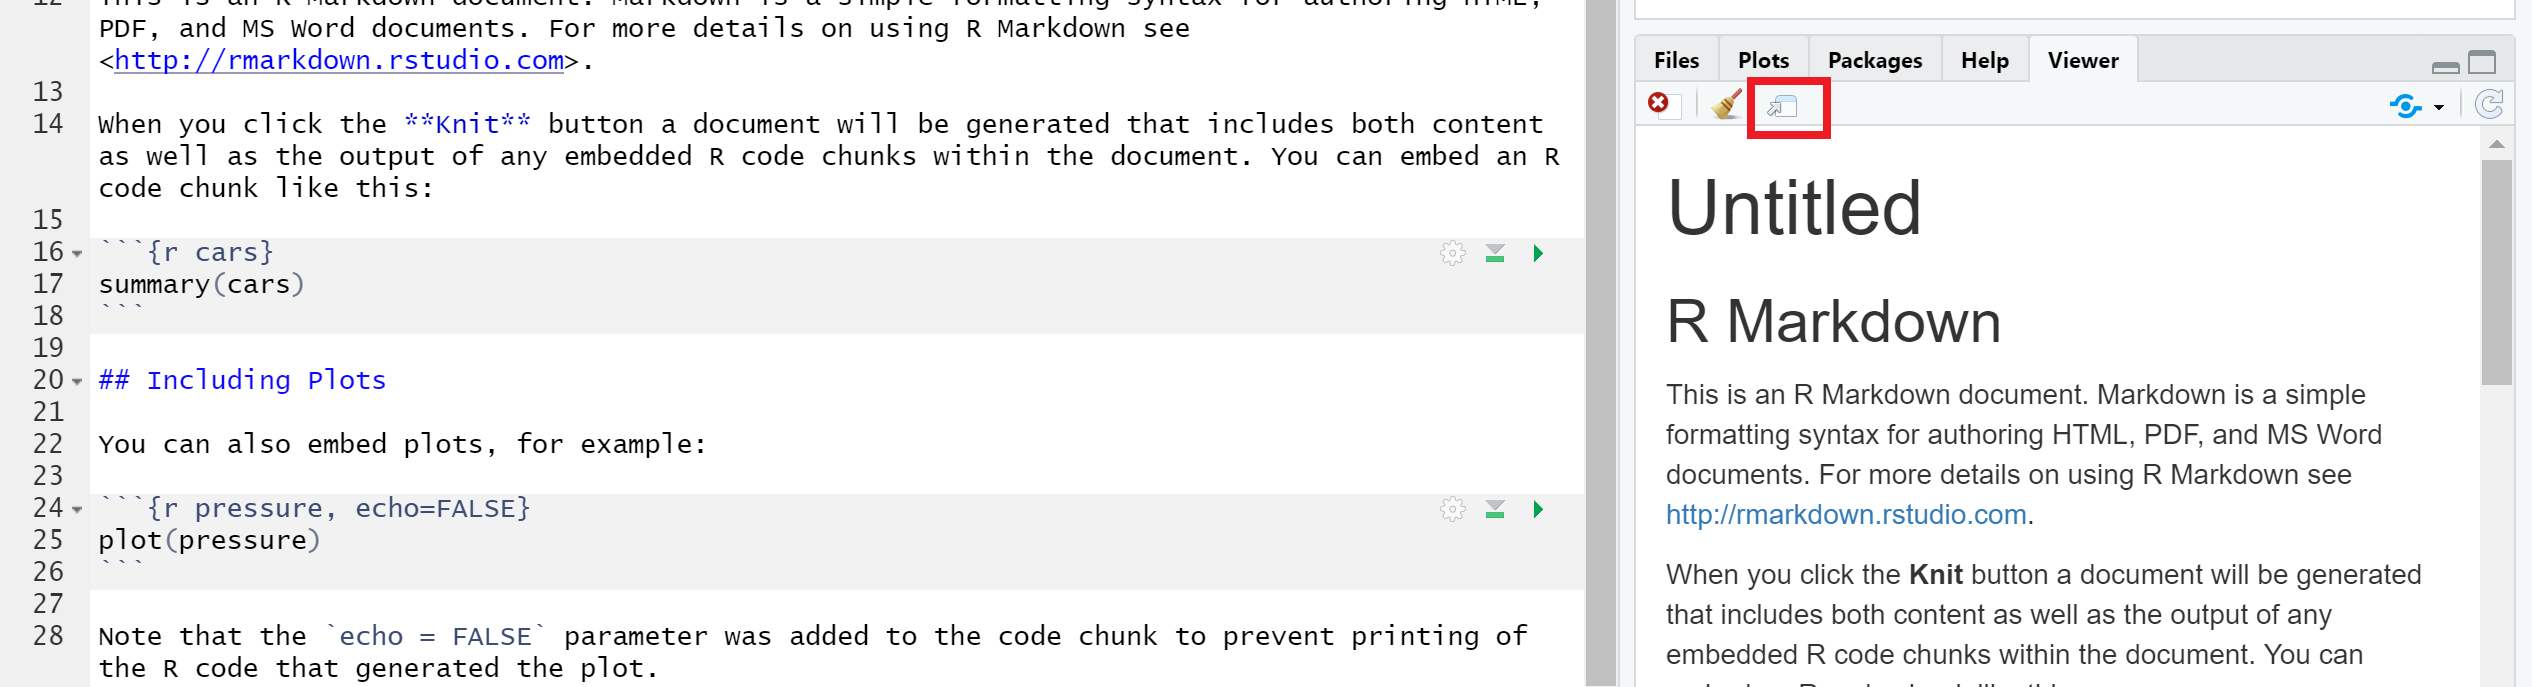 12 This is an R Markdown document. Markdown is a simple formatting syntax for authoring HTML,
PDF, and MS Word documents. For more details on using R Markdown see
<http://rmarkdown.rstudio.com>.
13
14 When you click the **Knit** button a document will be generated that includes both content
as well as the output of any embedded R code chunks within the document. You can embed an R
code chunk like this:
15
16 ```{r cars}
17 summary(cars)
18 ```
19
20 ## Including Plots
21
22 You can also embed plots, for example:
23
24 ```{r pressure, echo=FALSE}
25 plot(pressure)
26 ```
27
28 Note that the `echo = FALSE` parameter was added to the code chunk to prevent printing of
the R code that generated the plot.
Files Plots Packages Help Viewer
Untitled
R Markdown
This is an R Markdown document. Markdown is a simple
formatting syntax for authoring HTML, PDF, and MS Word
documents. For more details on using R Markdown see
http://rmarkdown.rstudio.com.
When you click the Knit button a document will be generated
that includes both content as well as the output of any
embedded R code chunks within the document. You can